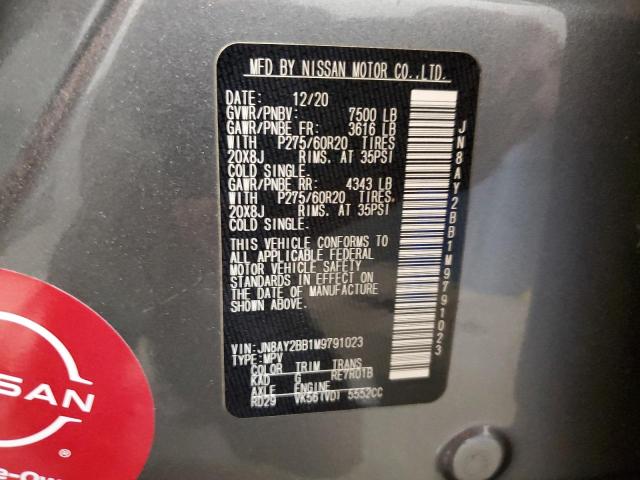 MFD BY NISSAN MOTOR CO.,LTD.
DATE: 12/20
GVWR/PNBV: 7500 LB
GAWR/PNBE FR: 3616 LB
WITH P275/60R20 TIRES
20X8J RIMS. AT 35PSI
COLD SINGLE.
GAWR/PNBE RR: 4343 LB
WITH P275/60R20 TIRES,
20X8J RIMS. AT 35PSI
COLD SINGLE.
THIS VEHICLE CONFORMS TO
ALL APPLICABLE FEDERAL
MOTOR VEHICLE SAFETY
STANDARDS IN EFFECT ON
THE DATE OF MANUFACTURE
SHOWN ABOVE.
VIN:JN8AY2BB1M9791023
TYPE:MPV
COLOR TRIM TRANS
KAD G RE7R01B
AXLE ENGINE
RD29 VK56(VD) 5552CC
JN8AY2BB1M9791023
NISSAN
®